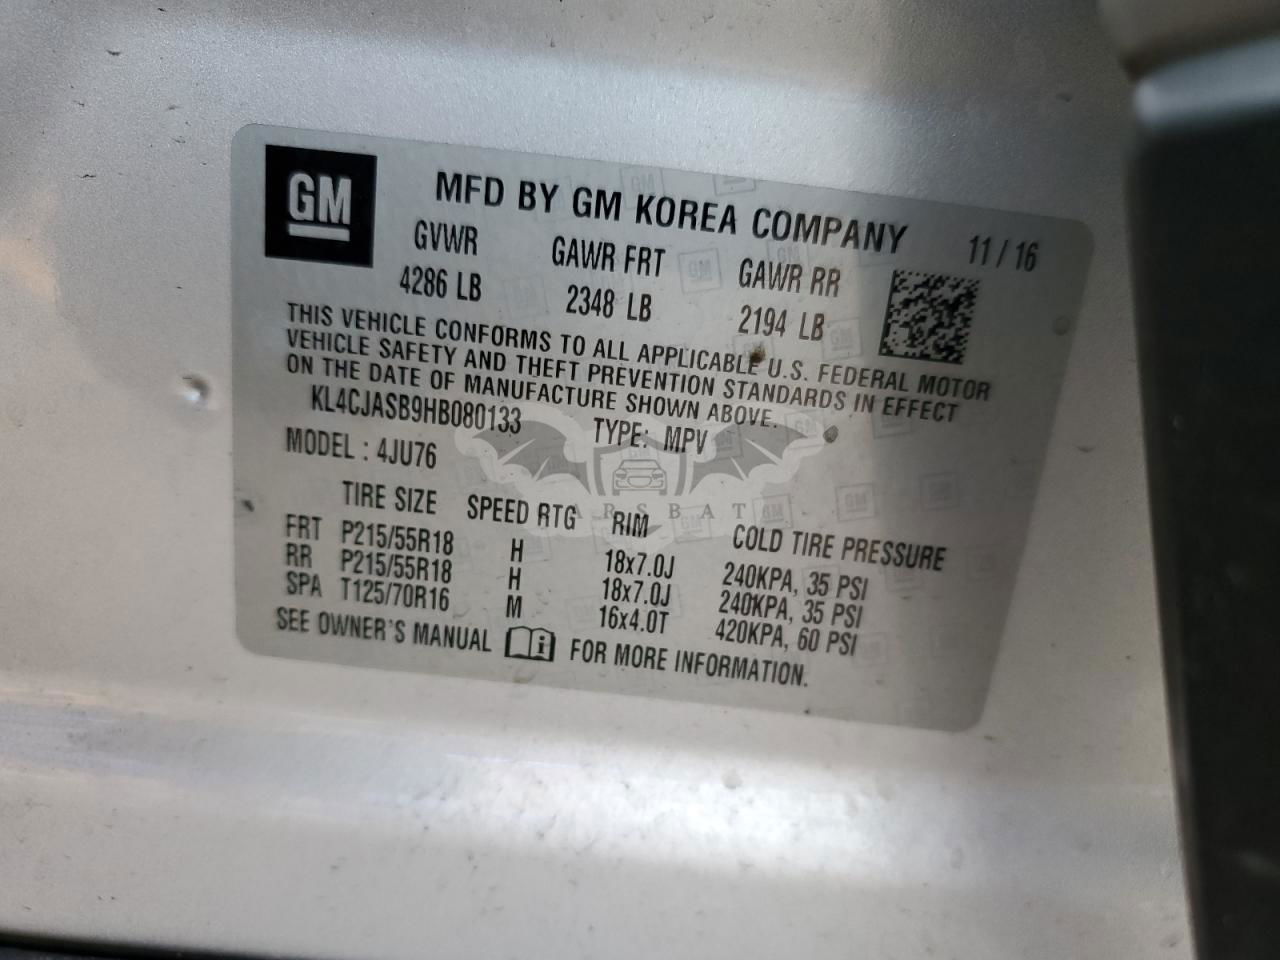 GM
MFD BY GM KOREA COMPANY 11 / 16
GVWR GAWR FRT GAWR RR
4286 LB 2348 LB 2194 LB
THIS VEHICLE CONFORMS TO ALL APPLICABLE U.S. FEDERAL MOTOR
VEHICLE SAFETY AND THEFT PREVENTION STANDARDS IN EFFECT
ON THE DATE OF MANUFACTURE SHOWN ABOVE.
KL4CJASB9HB080133 TYPE: MPV
MODEL : 4JU76
ARSBAT
TIRE SIZE SPEED RTG RIM COLD TIRE PRESSURE
FRT P215/55R18 H 18x7.0J 240KPA, 35 PSI
RR P215/55R18 H 18x7.0J 240KPA, 35 PSI
SPA T125/70R16 M 16x4.0T 420KPA, 60 PSI
SEE OWNER'S MANUAL FOR MORE INFORMATION.